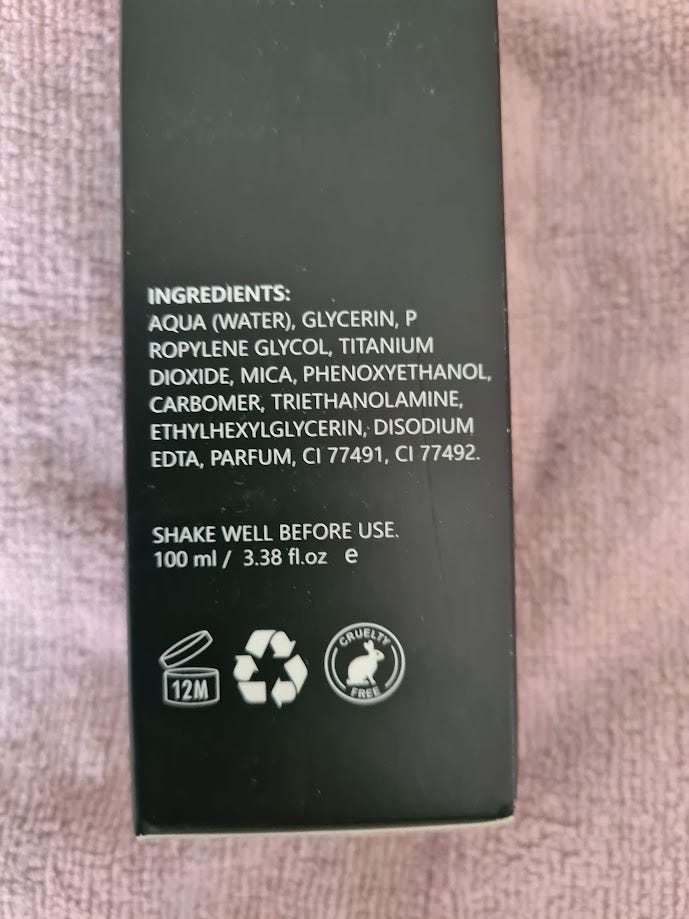 INGREDIENTS:
AQUA (WATER), GLYCERIN, P
ROPYLENE GLYCOL, TITANIUM
DIOXIDE, MICA, PHENOXYETHANOL,
CARBOMER, TRIETHANOLAMINE,
ETHYLHEXYLGLYCERIN, DISODIUM
EDTA, PARFUM, CI 77491, CI 77492.
SHAKE WELL BEFORE USE.
100 ml / 3.38 fl.oz e
12M
CRUELTY
FREE